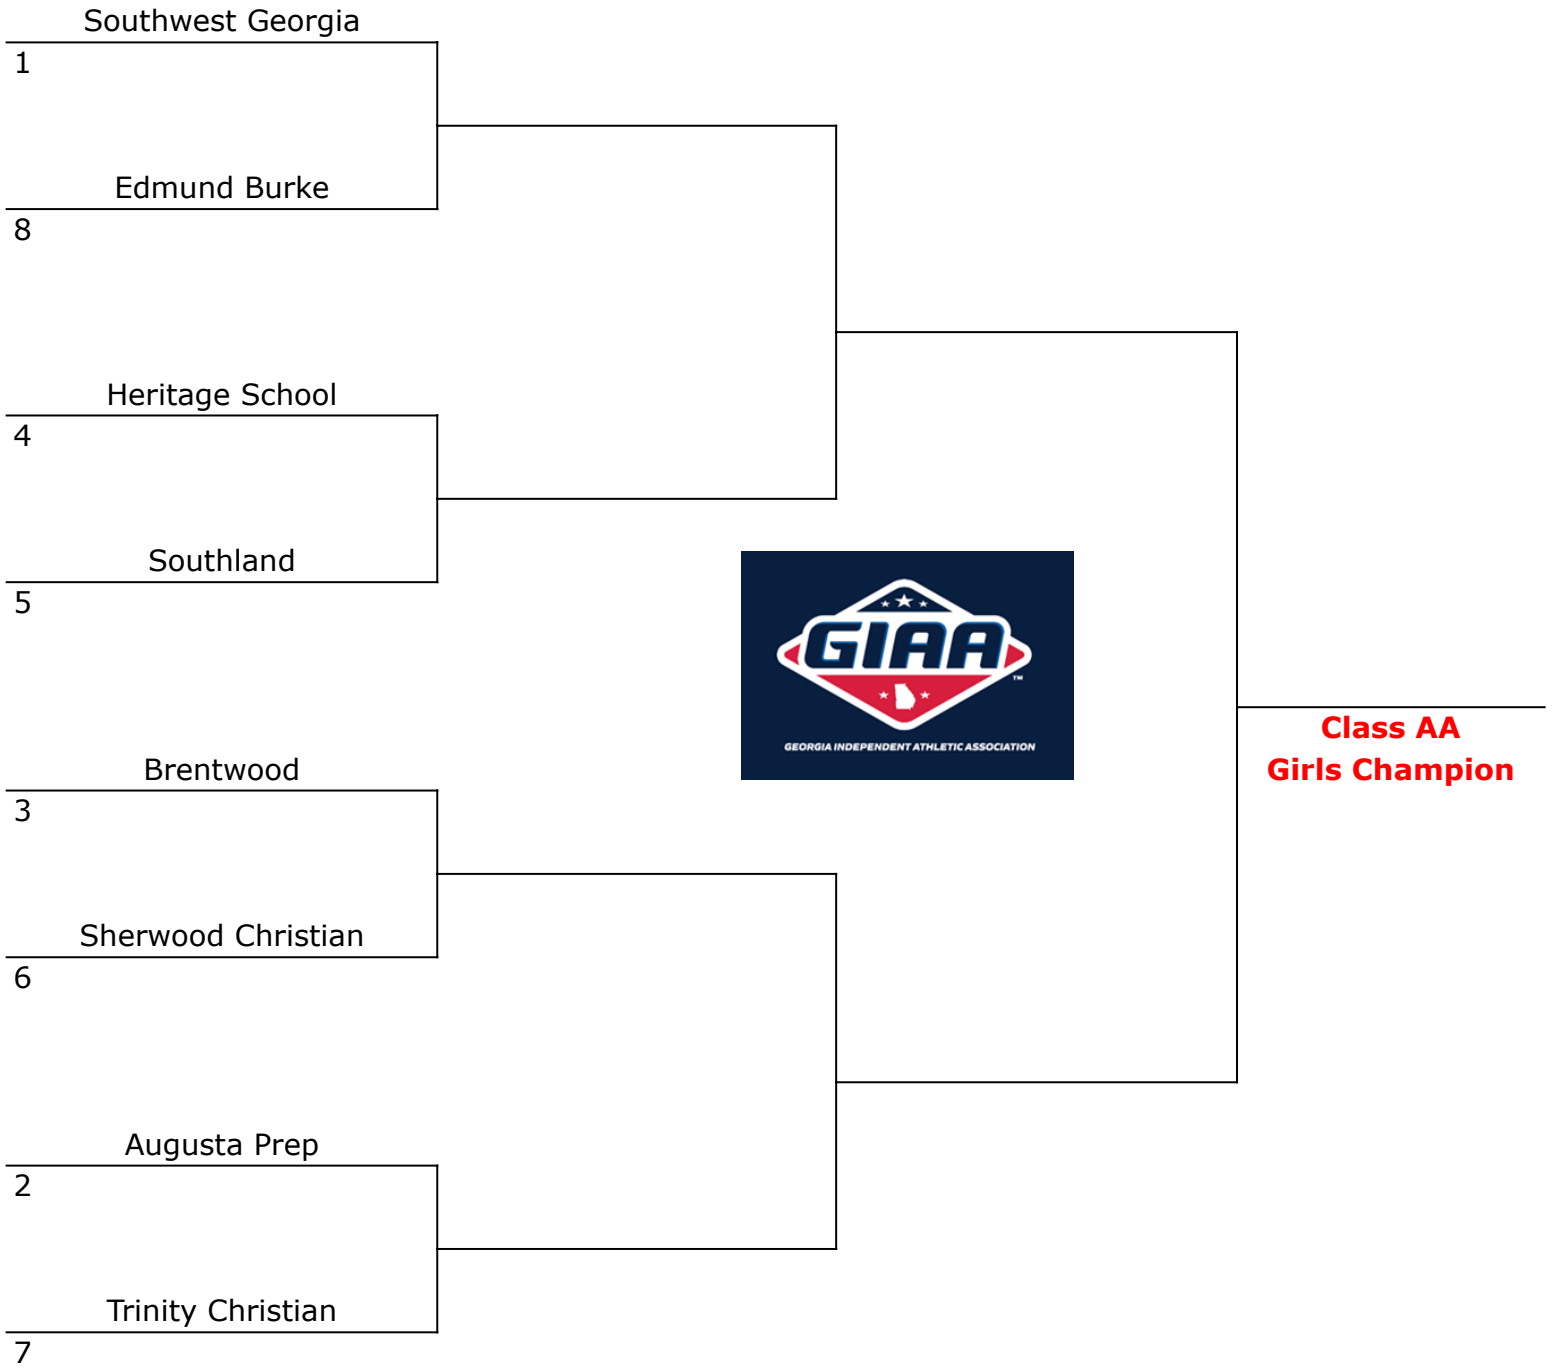 Southwest Georgia
1
Edmund Burke
8
Heritage School
4
Southland
5
GIAA
TM
GEORGIA INDEPENDENT ATHLETIC ASSOCIATION
Class AA
Girls Champion
Brentwood
3
Sherwood Christian
6
Augusta Prep
2
Trinity Christian
7